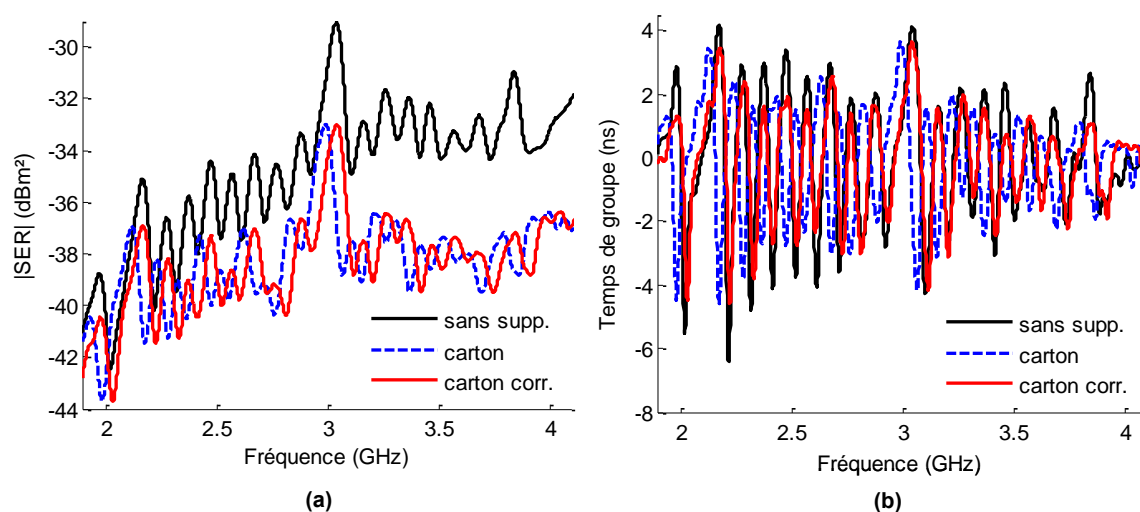 -30
-32
-34
-36
-38
-40
-42
-44
|SER| (dBm²)
2
2.5
3
3.5
4
Fréquence (GHz)
sans supp.
carton
carton corr.
(a)
4
2
0
-2
-4
-6
-8
Temps de groupe (ns)
2
2.5
3
3.5
4
Fréquence (GHz)
sans supp.
carton
carton corr.
(b)